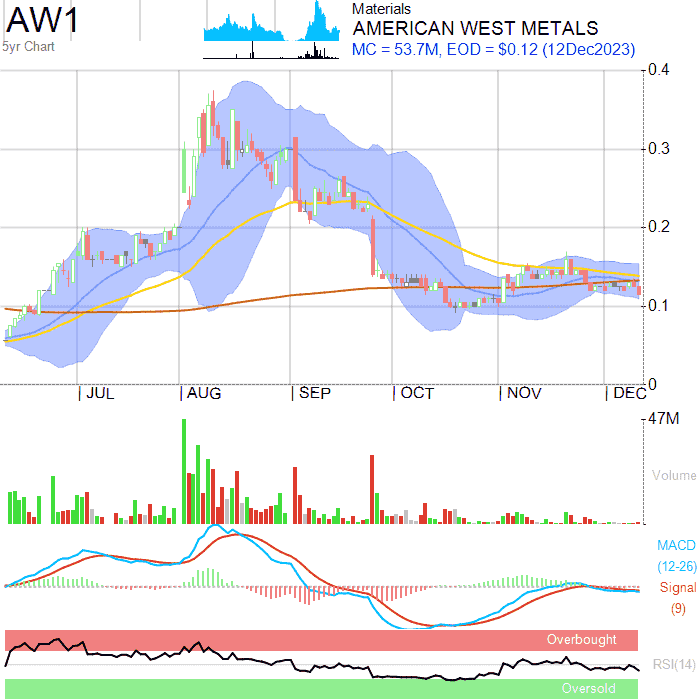 AW1
5yr Chart
Materials
AMERICAN WEST METALS
MC = 53.7M, EOD = $0.12 (12Dec2023)
0.4
0.3
0.2
0.1
0
JUL
AUG
SEP
OCT
NOV
DEC
47M
Volume
MACD
(12-26)
Signal
(9)
Overbought
RSI(14)
Oversold